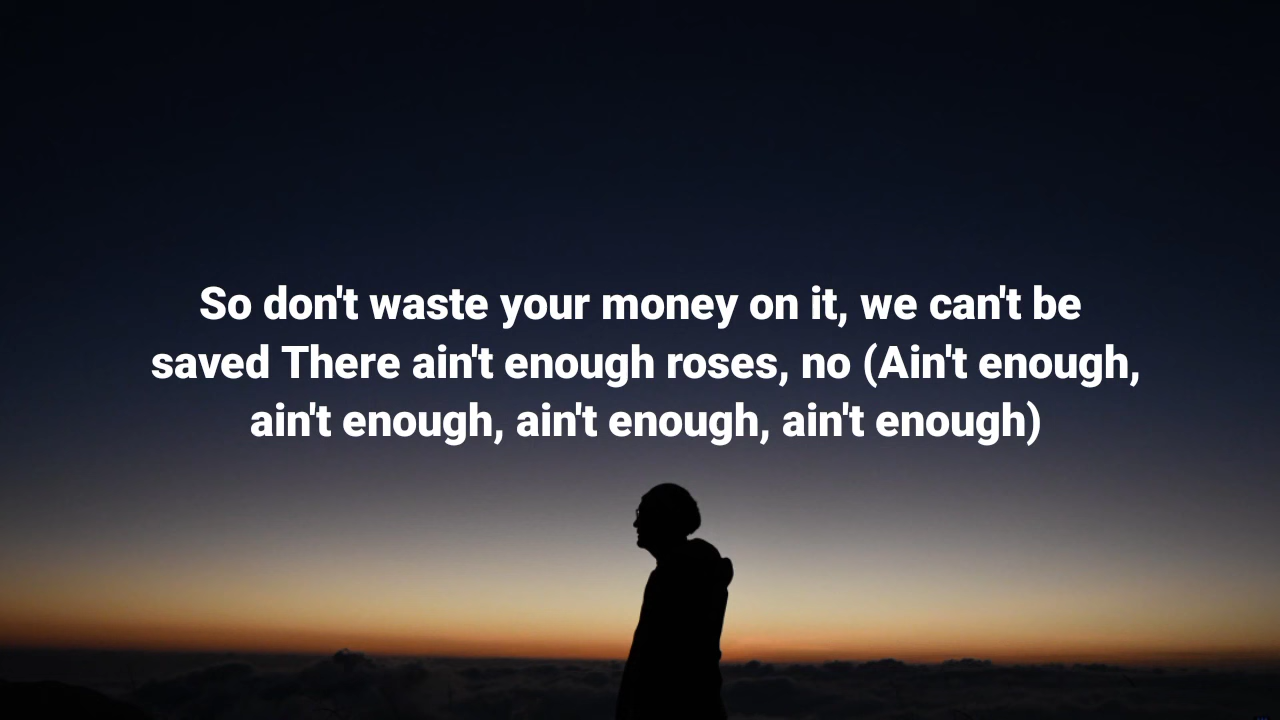 So don't waste your money on it, we can't be
saved There ain't enough roses, no (Ain't enough,
ain't enough, ain't enough, ain't enough)